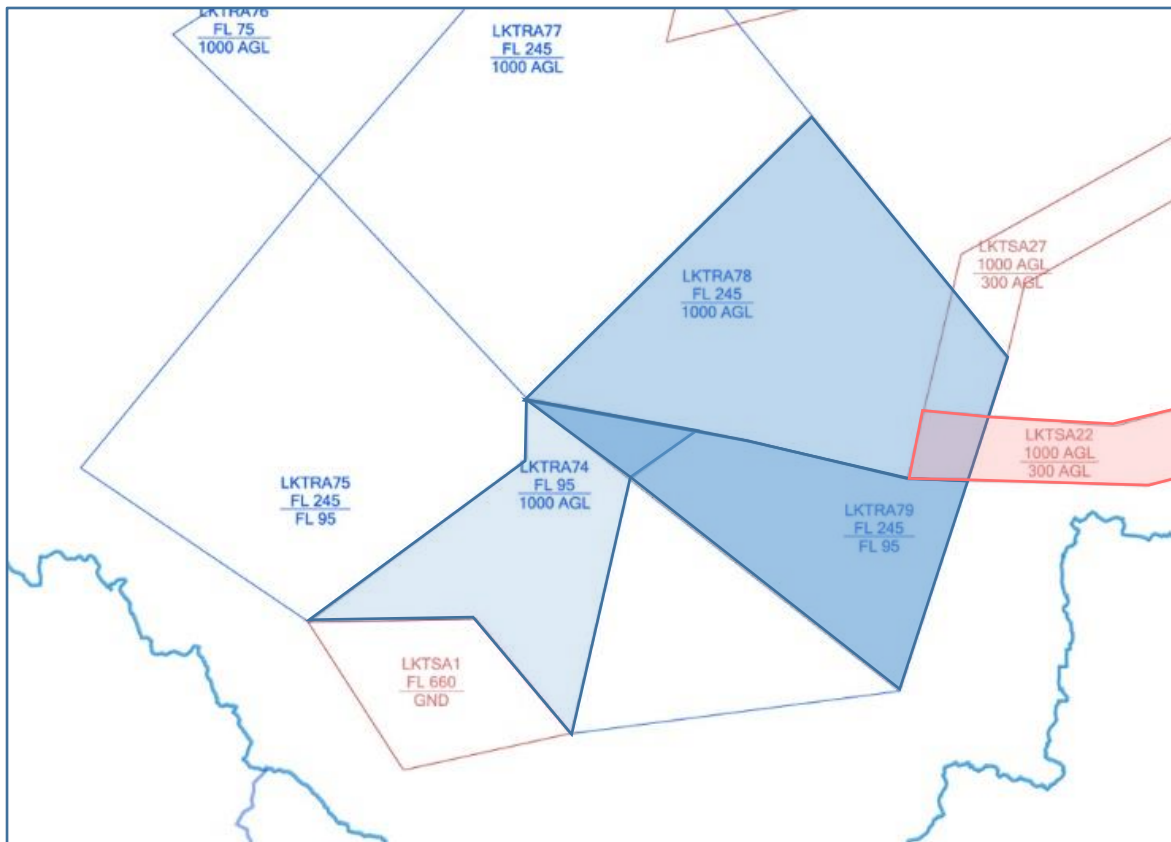 LKTRA76
FL 75
1000 AGL
LKTRA77
FL 245
1000 AGL
LKTSA27
1000 AGL
300 AGL
LKTRA78
FL 245
1000 AGL
LKTSA22
1000 AGL
300 AGL
LKTRA74
FL 95
1000 AGL
LKTRA75
FL 245
FL 95
LKTRA79
FL 245
FL 95
LKTSA1
FL 660
GND